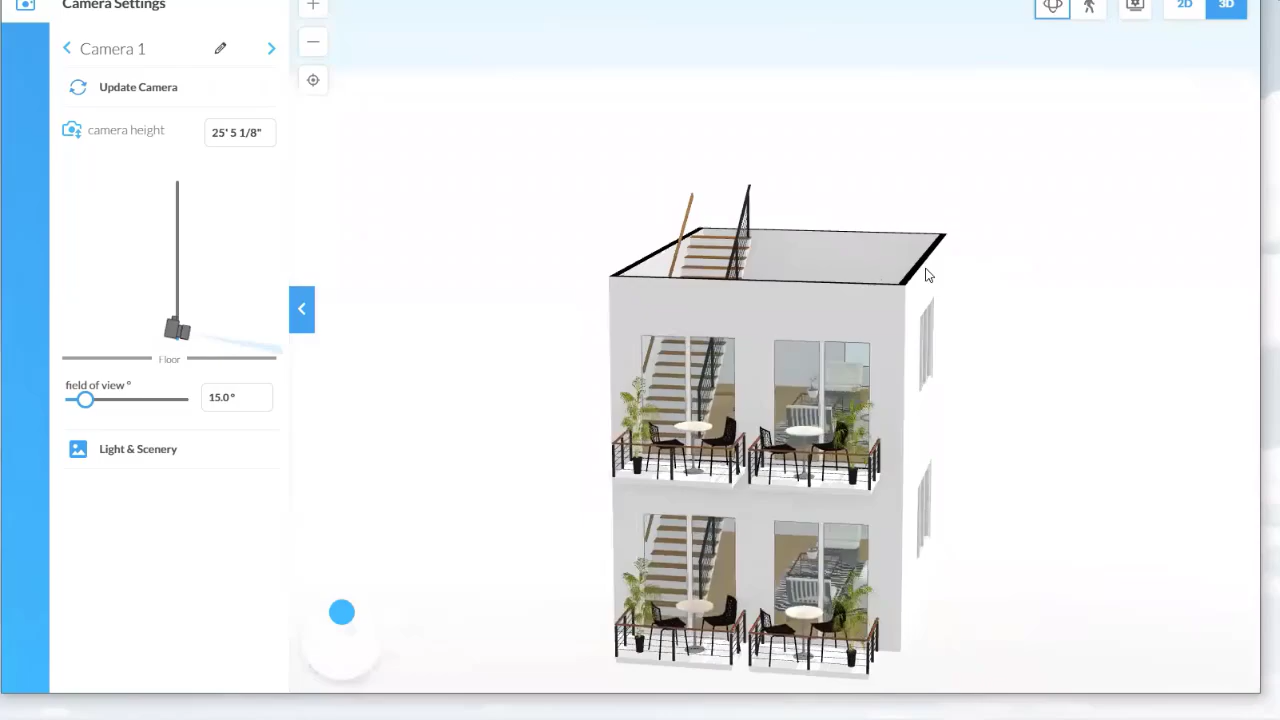 Camera Settings
2D 3D
Camera 1
Update Camera
camera height 25' 5 1/8"
Floor
field of view °
15.0°
Light & Scenery